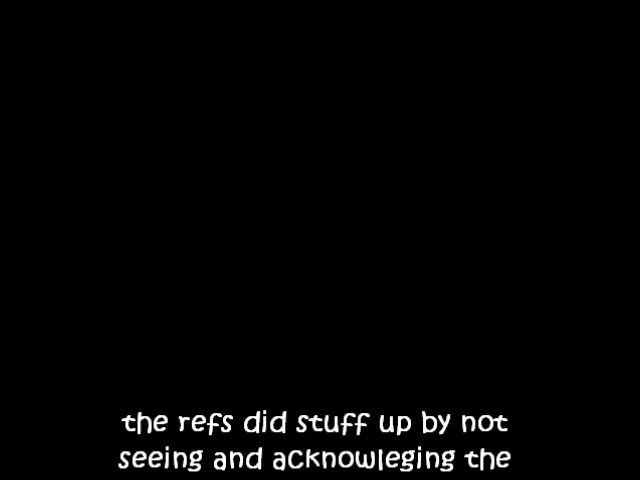 the refs did stuff up by not
seeing and acknowleging the